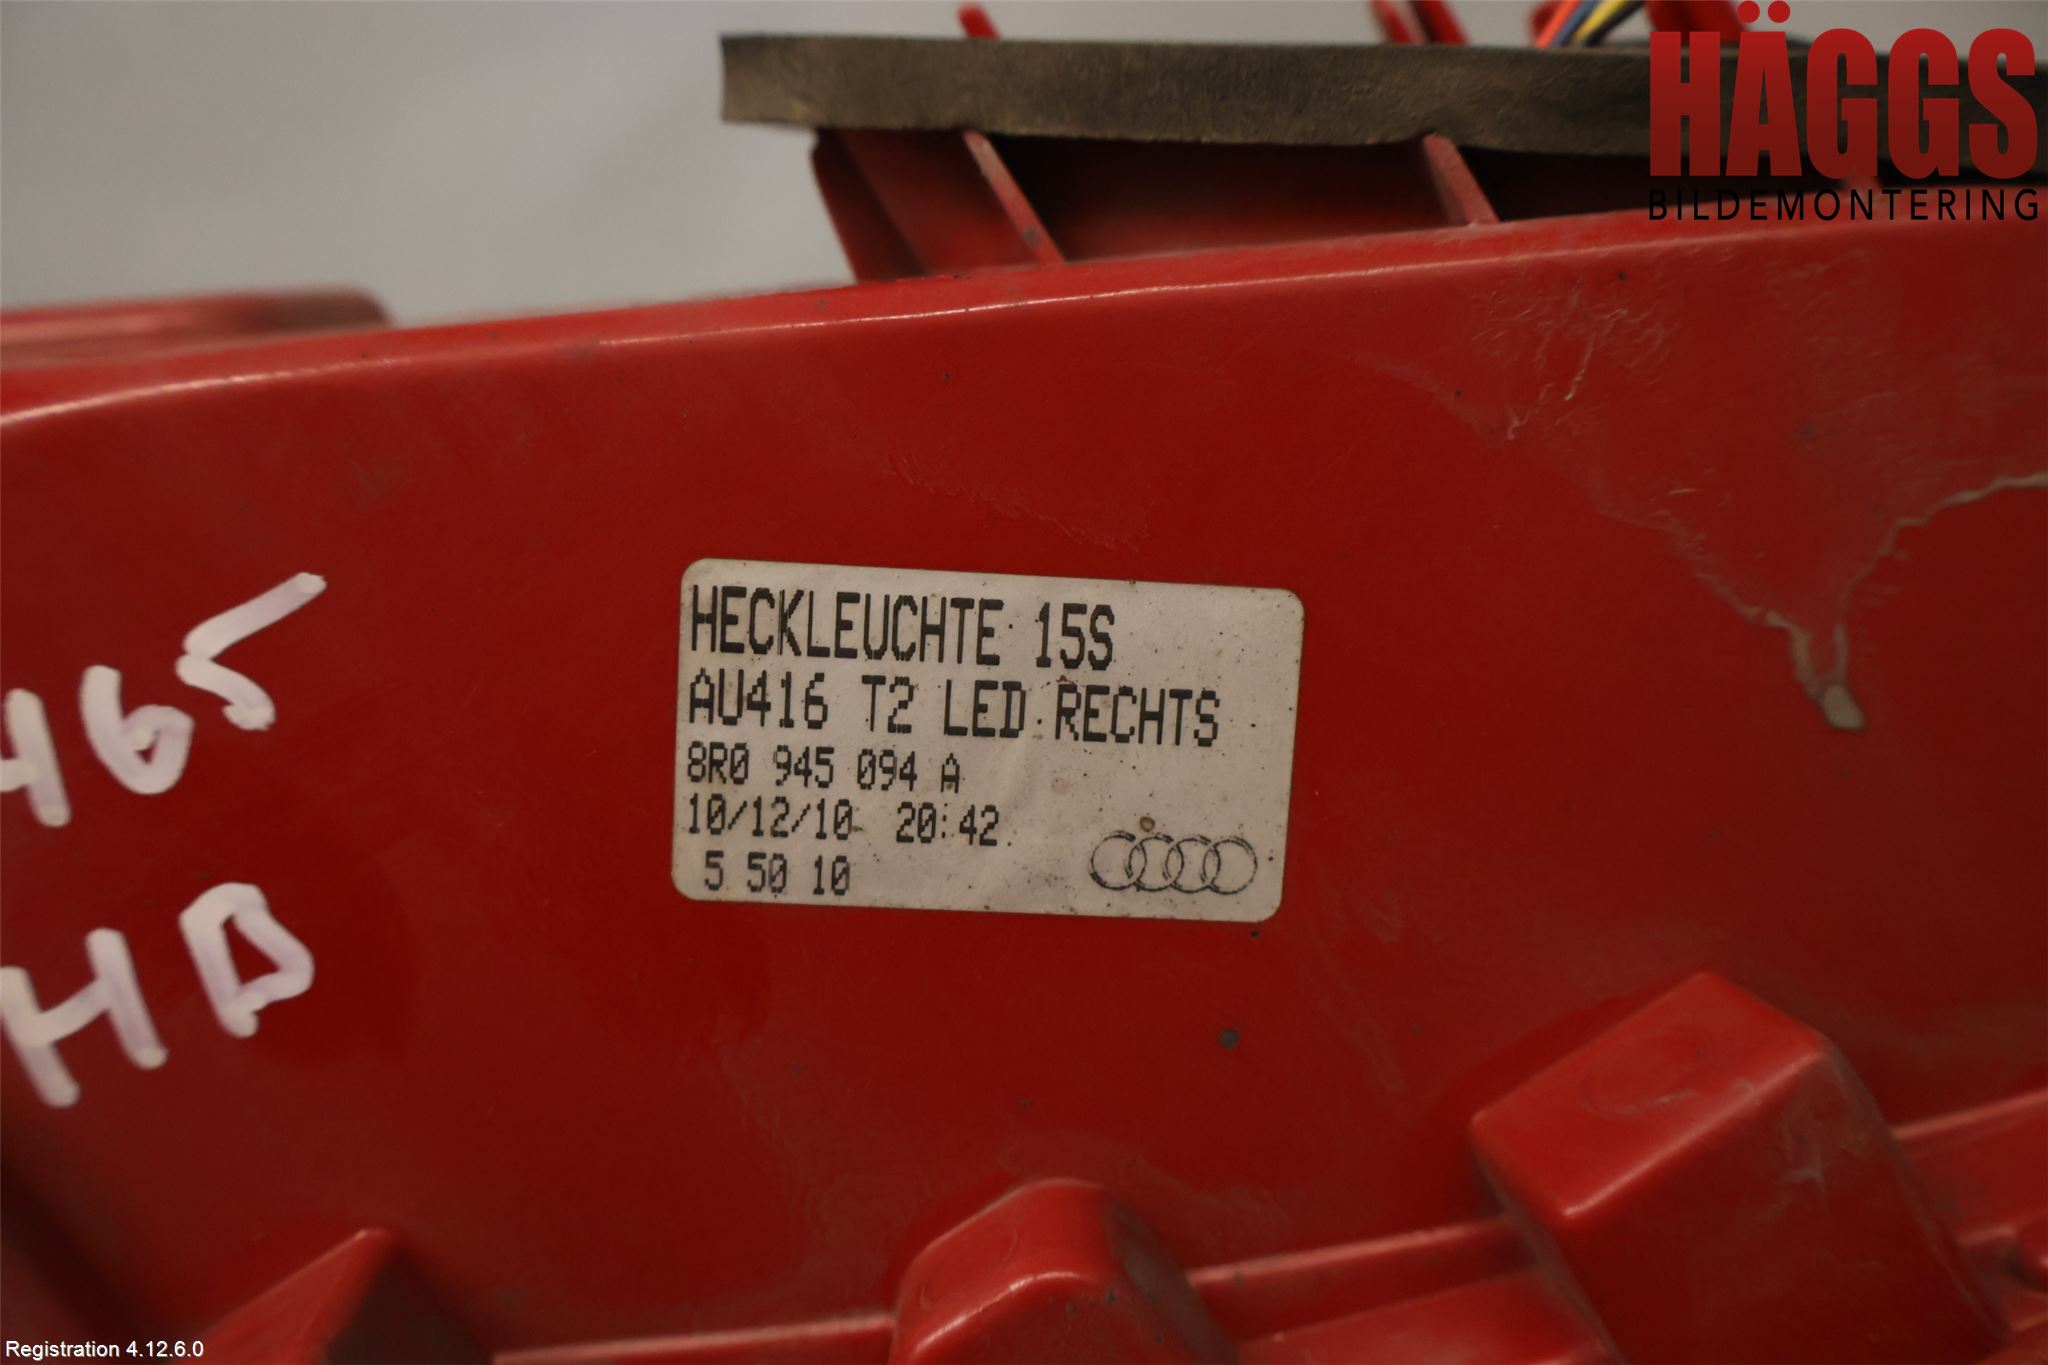 HÄGGS
BILDEMONTERING
HECKLEUCHTE 15S
AU416 T2 LED RECHTS
8R0 945 094 A
10/12/10 20:42
5 50 10
465
HB
Registration 4.12.6.0